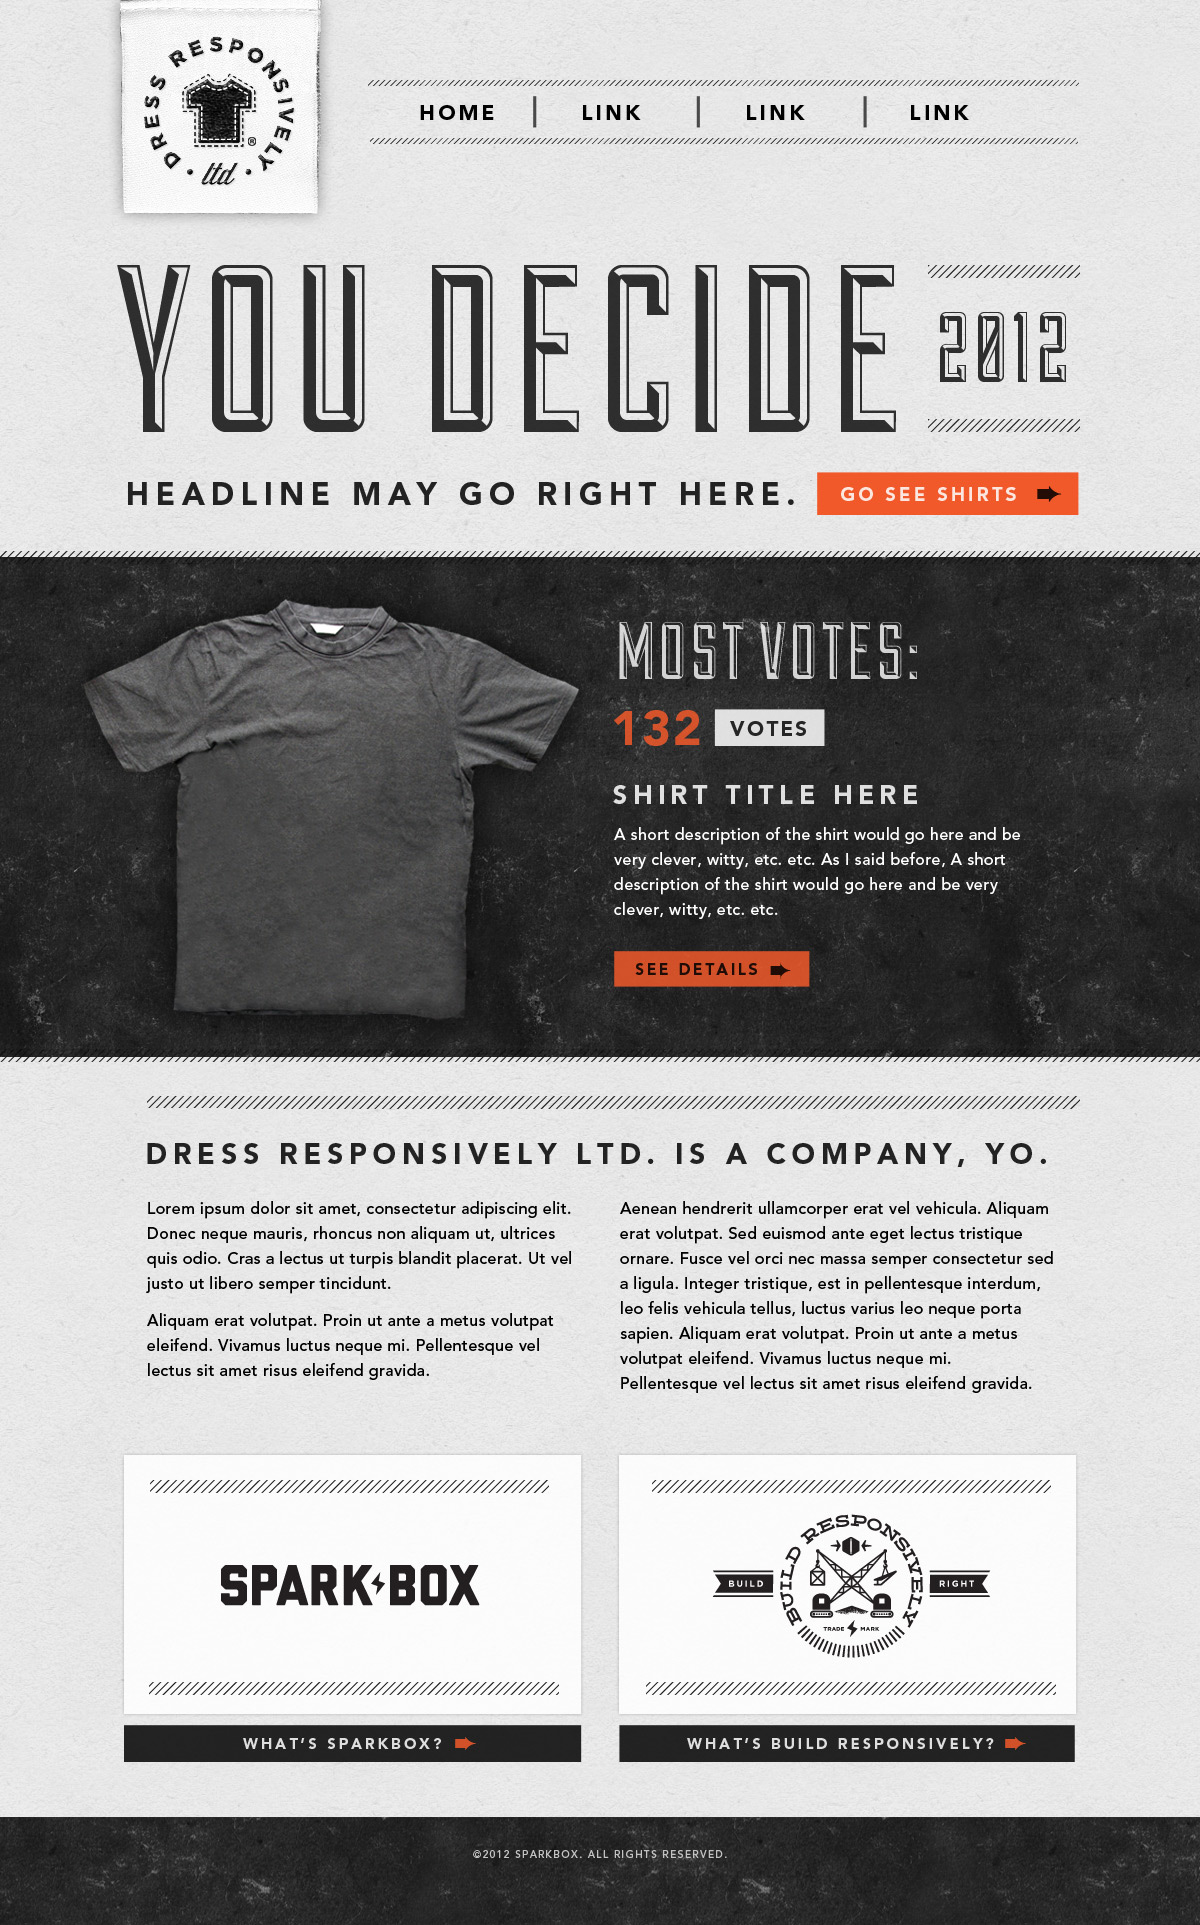 DRESS RESPONSIVELY
ltd
®
HOME
LINK
LINK
LINK
YOU DECIDE
2012
HEADLINE MAY GO RIGHT HERE.
GO SEE SHIRTS
MOST VOTES:
132 VOTES
SHIRT TITLE HERE
A short description of the shirt would go here and be
very clever, witty, etc. etc. As I said before, A short
description of the shirt would go here and be very
clever, witty, etc. etc.
SEE DETAILS
DRESS RESPONSIVELY LTD. IS A COMPANY, YO.
Lorem ipsum dolor sit amet, consectetur adipiscing elit.
Donec neque mauris, rhoncus non aliquam ut, ultrices
quis odio. Cras a lectus ut turpis blandit placerat. Ut vel
justo ut libero semper tincidunt.
Aliquam erat volutpat. Proin ut ante a metus volutpat
eleifend. Vivamus luctus neque mi. Pellentesque vel
lectus sit amet risus eleifend gravida.
Aenean hendrerit ullamcorper erat vel vehicula. Aliquam
erat volutpat. Sed euismod ante eget lectus tristique
ornare. Fusce vel orci nec massa semper consectetur sed
a ligula. Integer tristique, est in pellentesque interdum,
leo felis vehicula tellus, luctus varius leo neque porta
sapien. Aliquam erat volutpat. Proin ut ante a metus
volutpat eleifend. Vivamus luctus neque mi.
Pellentesque vel lectus sit amet risus eleifend gravida.
SPARK BOX
BUILD RESPONSIVELY
BUILD
RIGHT
TRADE MARK
WHAT'S SPARKBOX?
WHAT'S BUILD RESPONSIVELY?
©2012 SPARKBOX. ALL RIGHTS RESERVED.